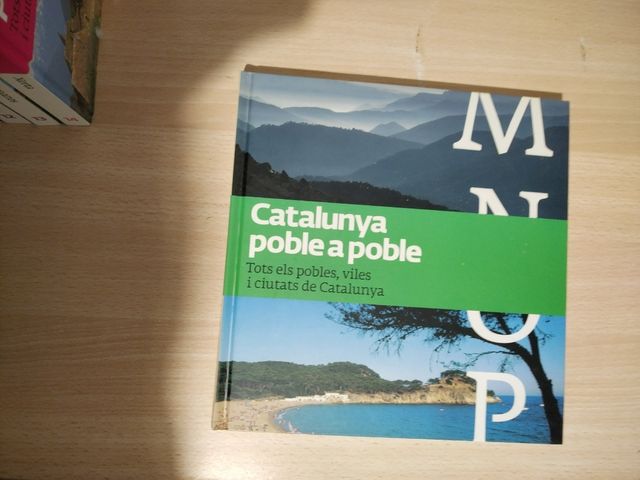 M
N
O
P
Catalunya
poble a poble
Tots els pobles, viles
i ciutats de Catalunya